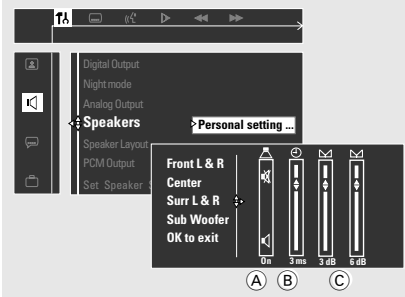 Digital Output
Night mode
Analog Output
Speakers
Personal setting ...
Speaker Layout
PCM Output
Set Speaker S
Front L & R
Center
Surr L & R
Sub Woofer
OK to exit
On 3 ms 3 dB 6 dB
A B C